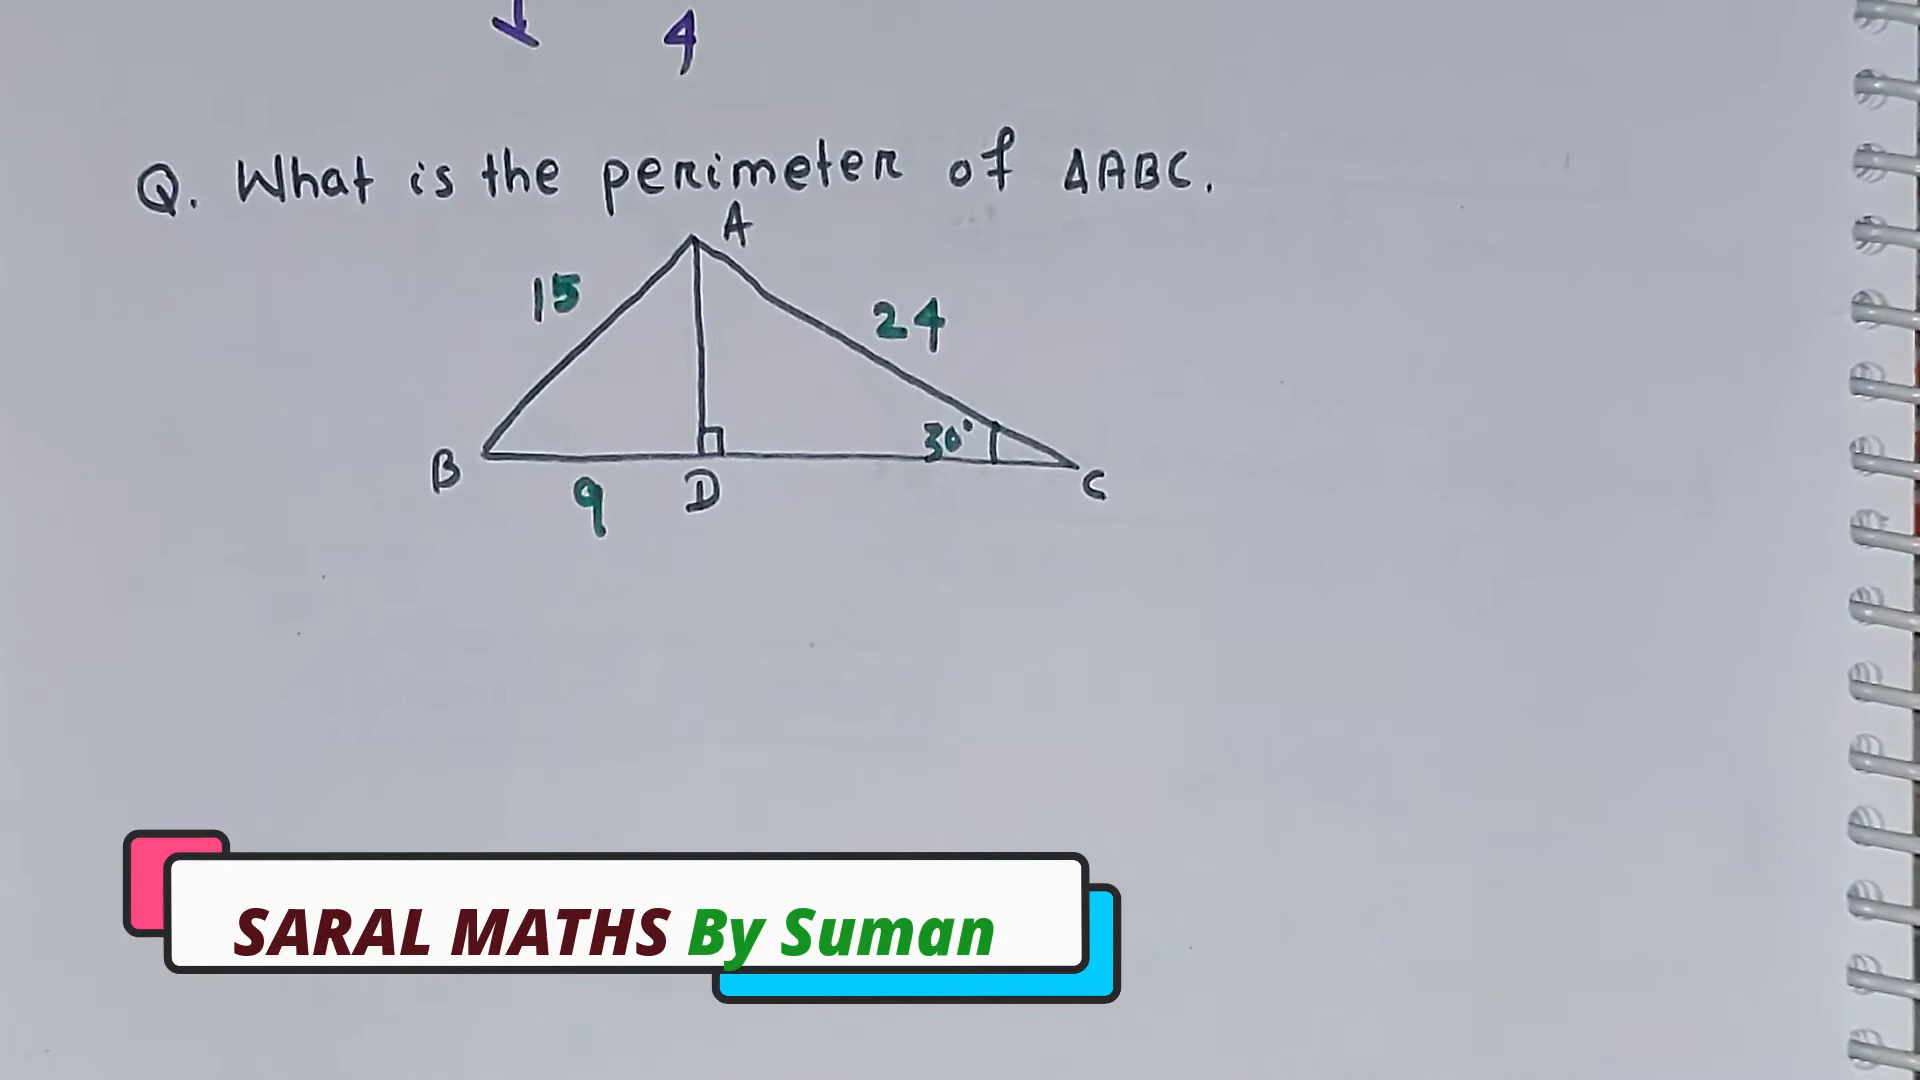 4
Q. What is the perimeter of ΔABC.
A
15
24
30°
B
9
D
C
SARAL MATHS By Suman